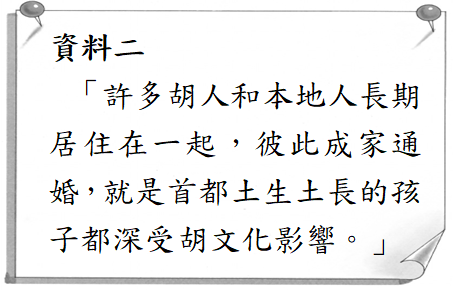 資料二
「許多胡人和本地人長期
居住在一起，彼此成家通
婚，就是首都土生土長的孩
子都深受胡文化影響。」